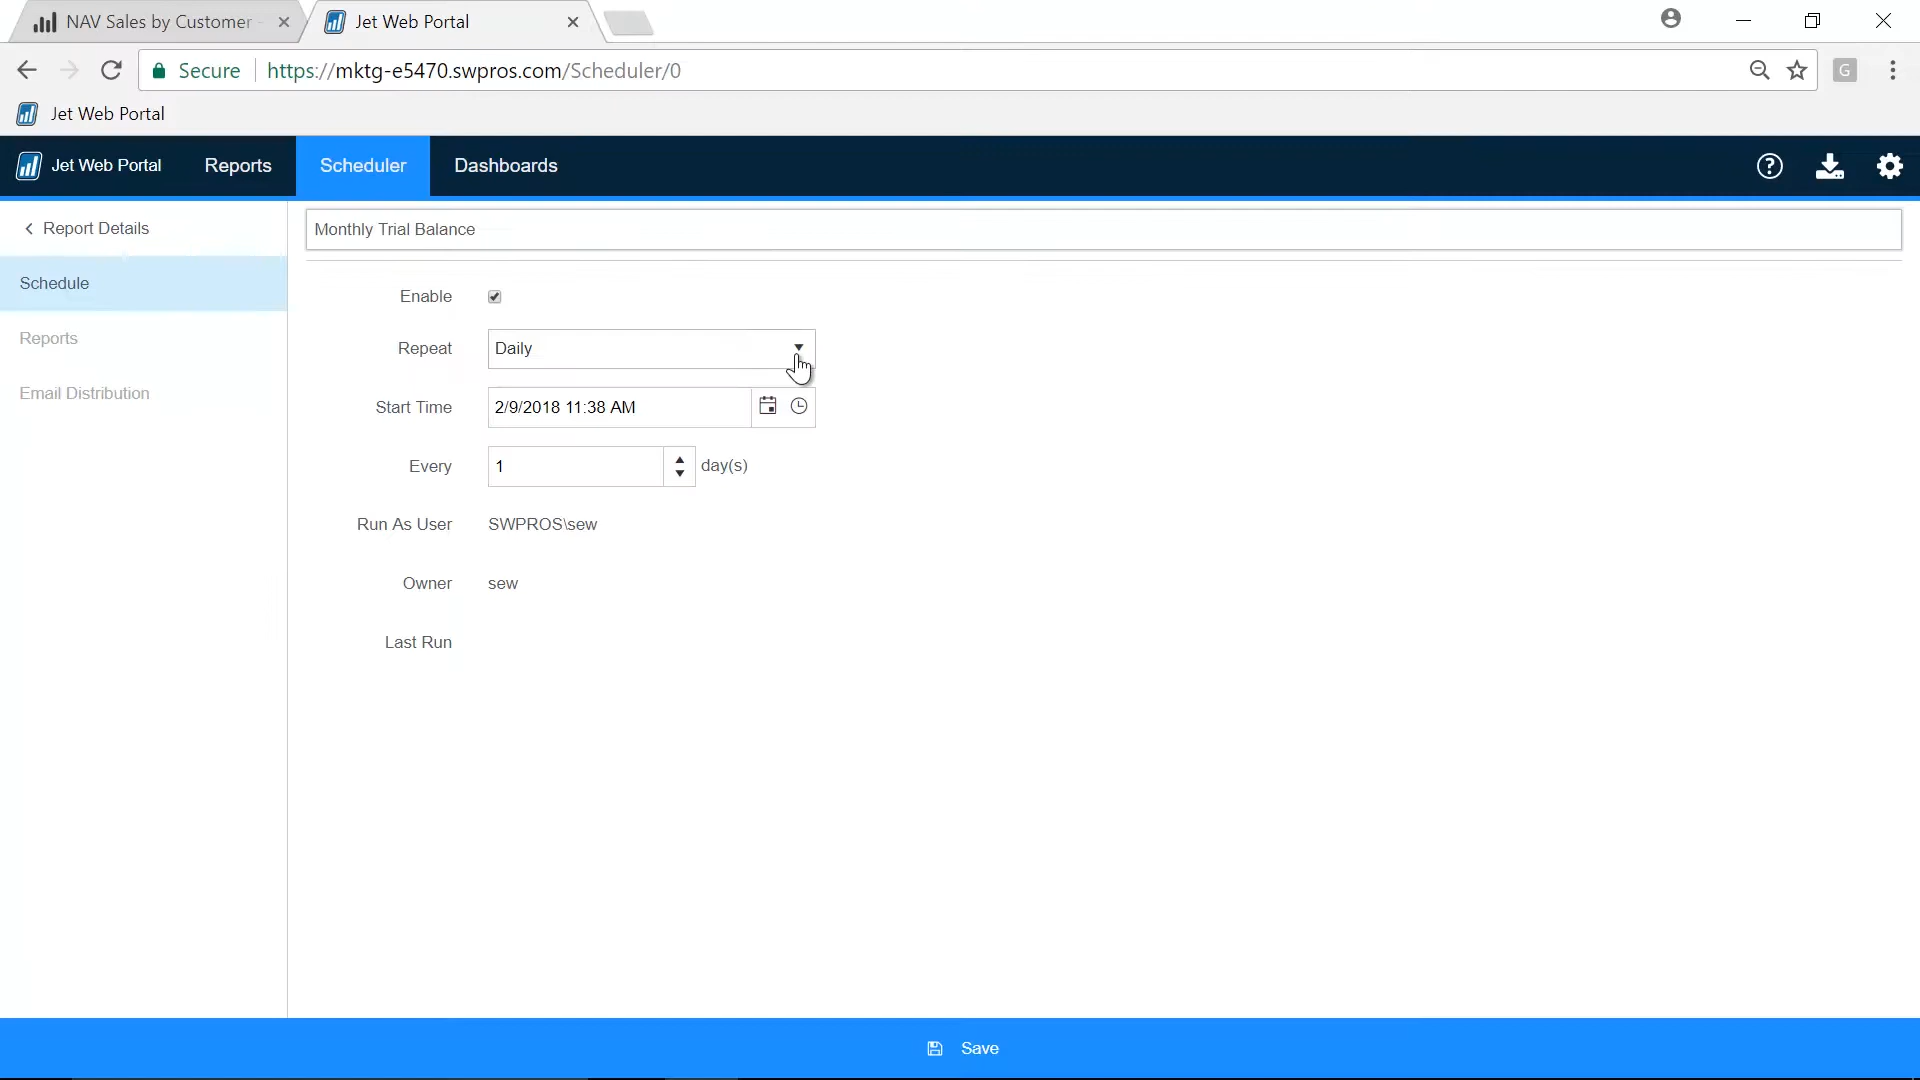 NAV Sales by Customer
Jet Web Portal
Secure
https://mktg-e5470.swpros.com/Scheduler/0
G
Jet Web Portal
Jet Web Portal
Reports
Scheduler
Dashboards
Report Details
Monthly Trial Balance
Schedule
Enable
Reports
Repeat
Daily
Email Distribution
Start Time
2/9/2018 11:38 AM
Every
1
day(s)
Run As User
SWPROS\sew
Owner
sew
Last Run
Save